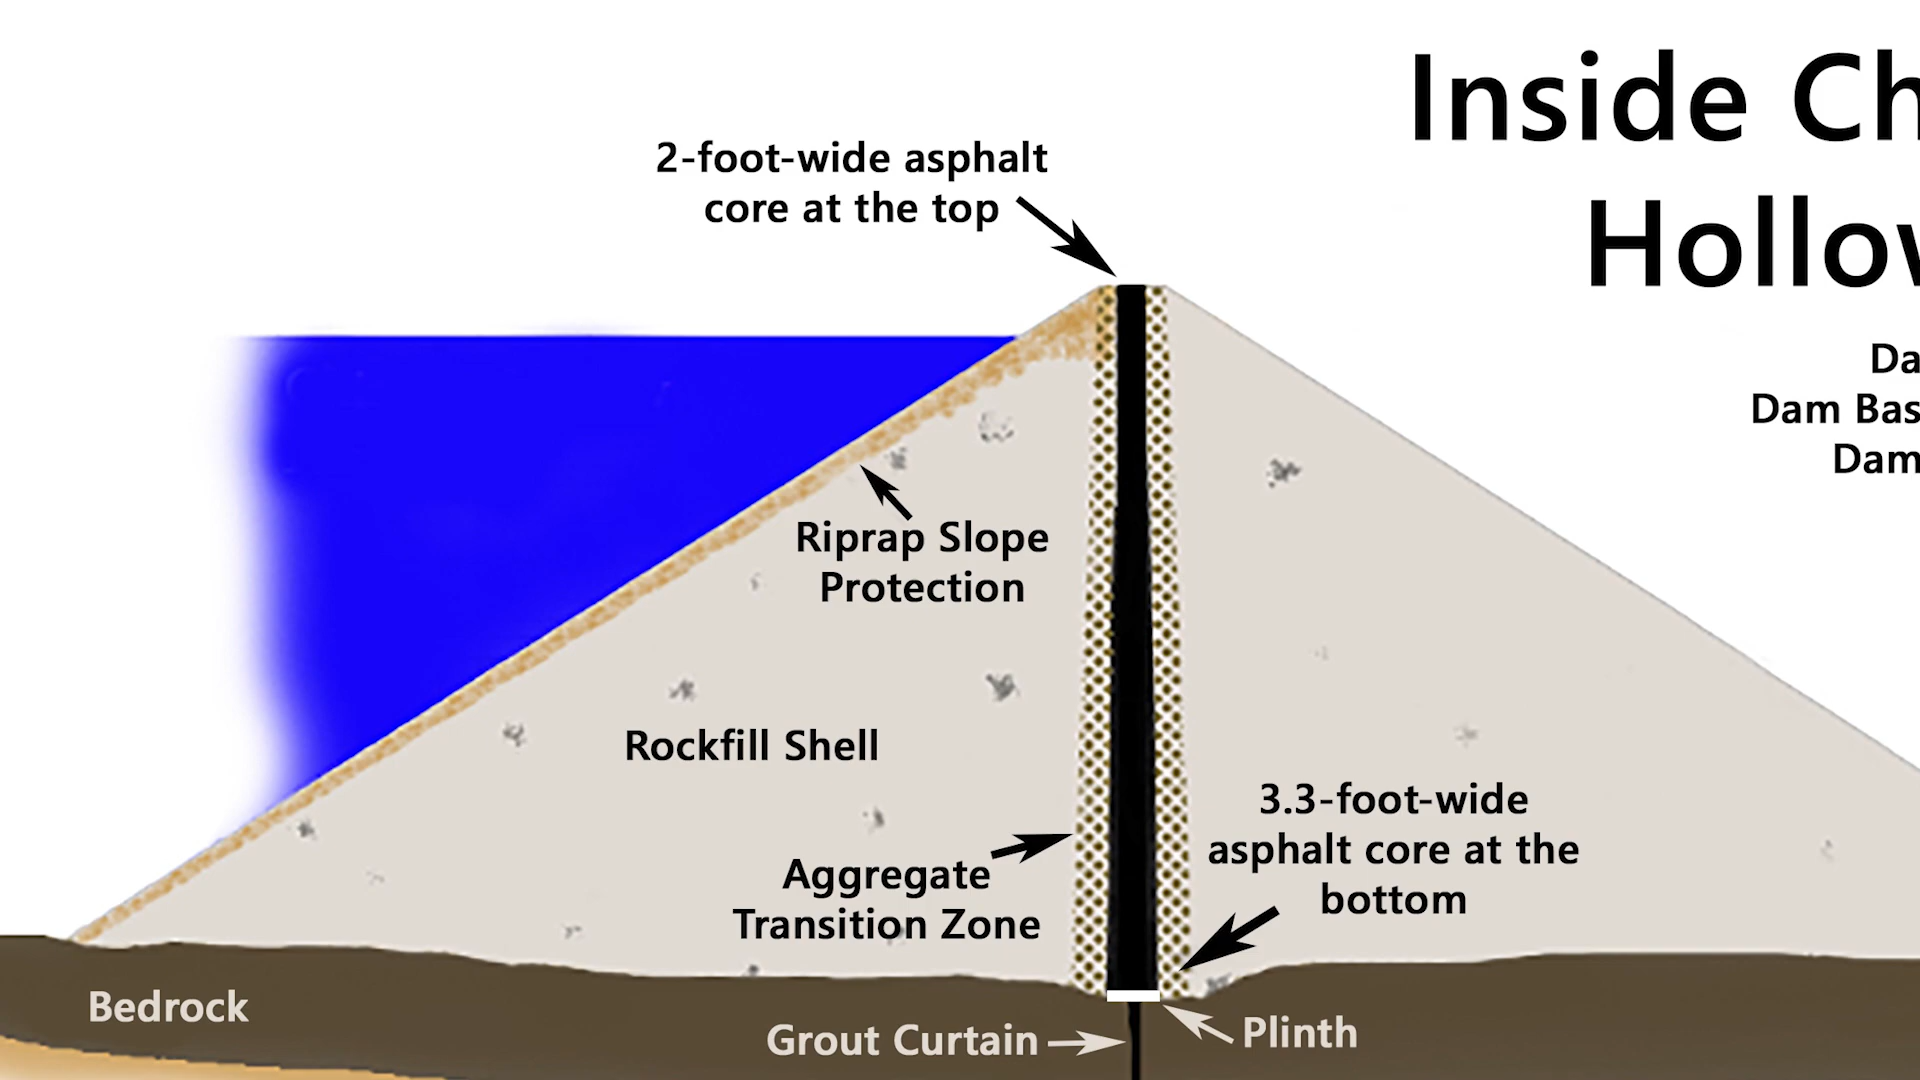 Inside Ch
Hollow
2-foot-wide asphalt
core at the top
Da
Dam Bas
Dam
Riprap Slope
Protection
Rockfill Shell
3.3-foot-wide
asphalt core at the
bottom
Aggregate
Transition Zone
Bedrock
Grout Curtain
Plinth